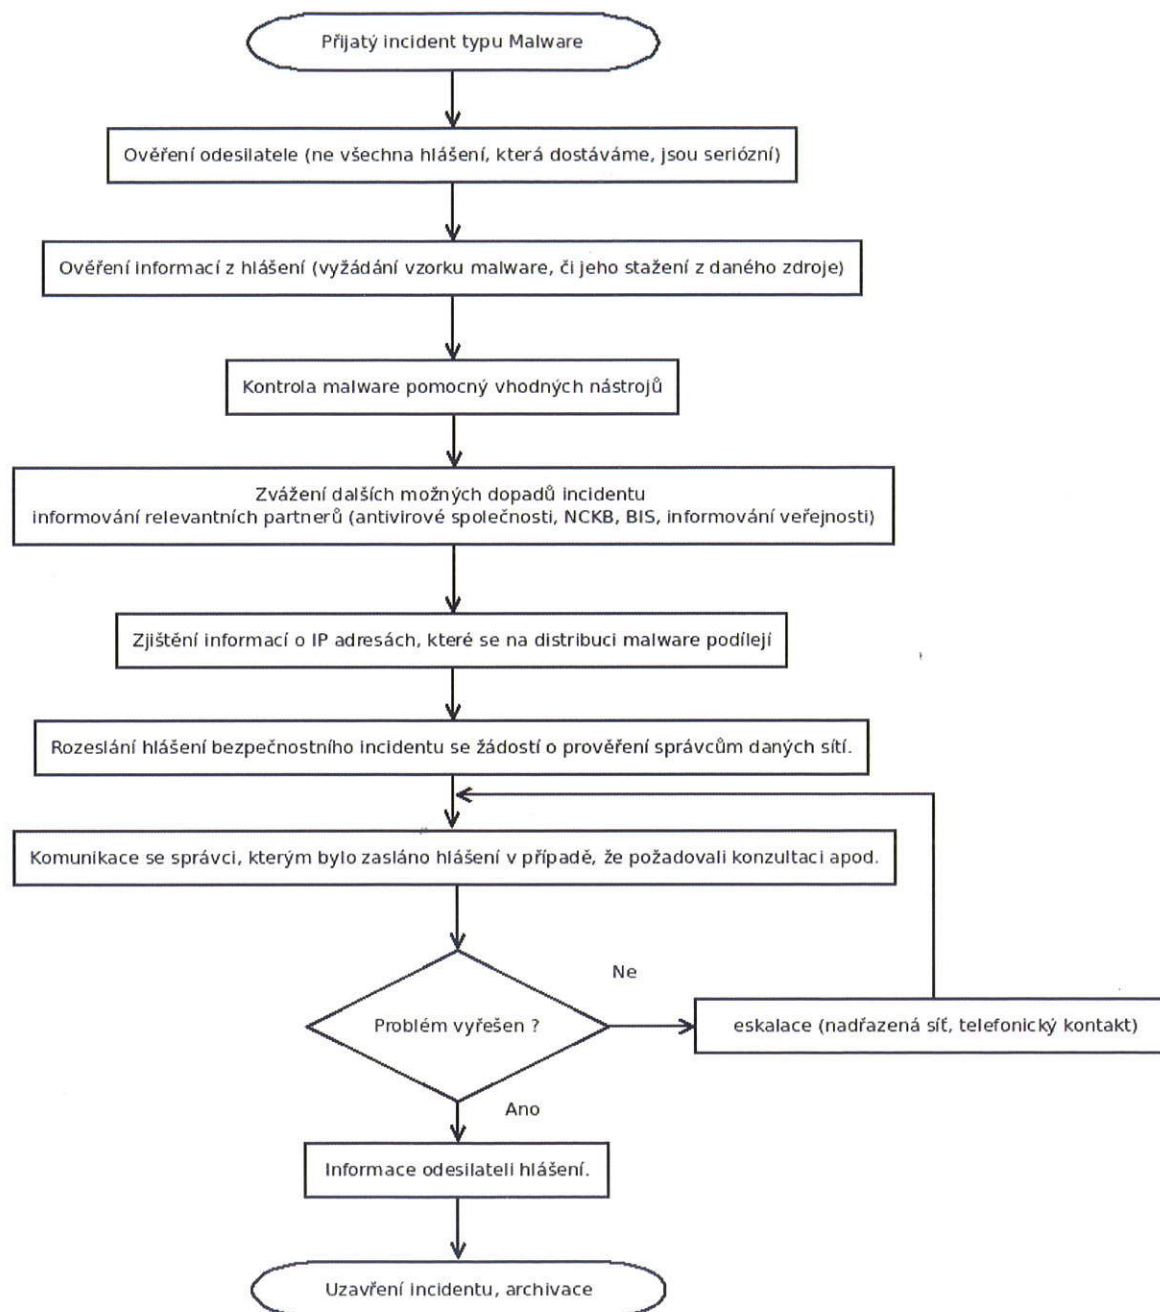 Přijatý incident typu Malware
Ověření odesilatele (ne všechna hlášení, která dostáváme, jsou seriózní)
Ověření informací z hlášení (vyžádání vzorku malware, či jeho stažení z daného zdroje)
Kontrola malware pomocný vhodných nástrojů
Zvážení dalších možných dopadů incidentu
informování relevantních partnerů (antivirové společnosti, NCKB, BIS, informování veřejnosti)
Zjištění informací o IP adresách, které se na distribuci malware podílejí
Rozeslání hlášení bezpečnostního incidentu se žádostí o prověření správcům daných sítí.
Komunikace se správci, kterým bylo zasláno hlášení v případě, že požadovali konzultaci apod.
Ne
Problém vyřešen ?
eskalace (nadřazená síť, telefonický kontakt)
Ano
Informace odesilateli hlášení.
Uzavření incidentu, archivace